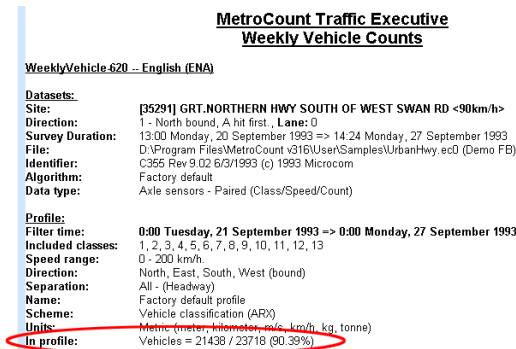 MetroCount Traffic Executive
Weekly Vehicle Counts
WeeklyVehicle-620 -- English (ENA)
Datasets:
Site: [35291] GRT.NORTHERN HWY SOUTH OF WEST SWAN RD <90km/h>
Direction: 1 - North bound, A hit first., Lane: 0
Survey Duration: 13:00 Monday, 20 September 1993 => 14:24 Monday, 27 September 1993
File: D:\Program Files\MetroCount v316\User\Samples\UrbanHwy.ec0 (Demo FB)
Identifier: C355 Rev 9.02 6/3/1993 (c) 1993 Microcom
Algorithm: Factory default
Data type: Axle sensors - Paired (Class/Speed/Count)
Profile:
Filter time: 0:00 Tuesday, 21 September 1993 => 0:00 Monday, 27 September 1993
Included classes: 1, 2, 3, 4, 5, 6, 7, 8, 9, 10, 11, 12, 13
Speed range: 0 - 200 km/h.
Direction: North, East, South, West (bound)
Separation: All - (Headway)
Name: Factory default profile
Scheme: Vehicle classification (ARX)
Units: Metric (meter, kilometer, m/s, km/h, kg, tonne)
In profile: Vehicles = 21438 / 23718 (90.39%)